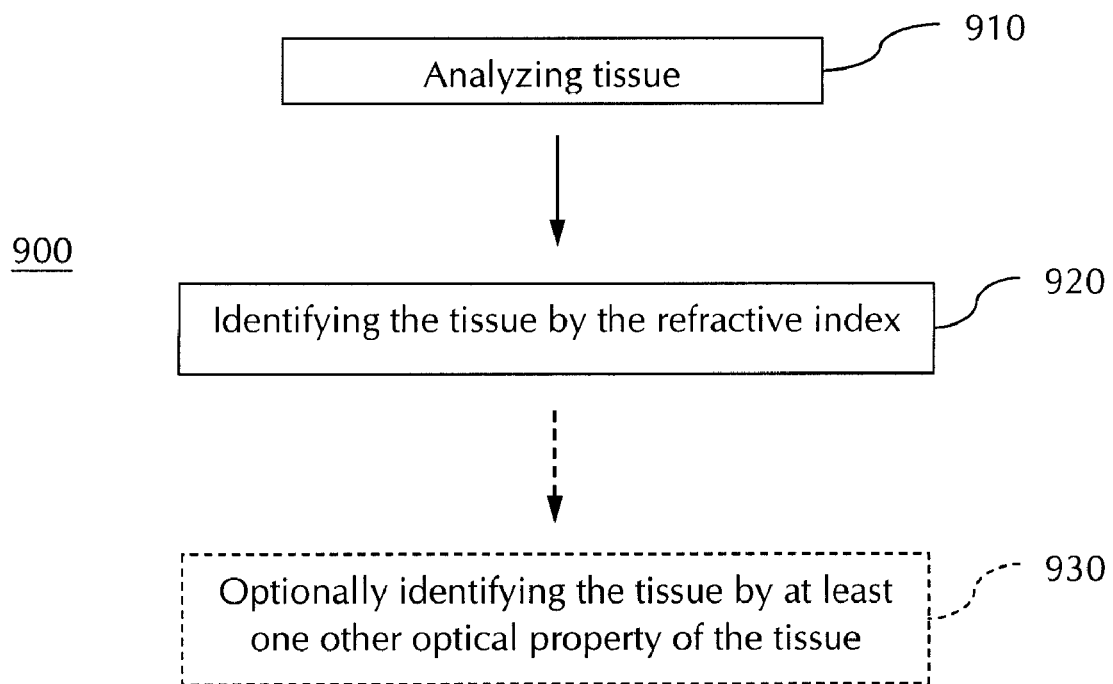 910
Analyzing tissue
900
920
Identifying the tissue by the refractive index
930
Optionally identifying the tissue by at least
one other optical property of the tissue